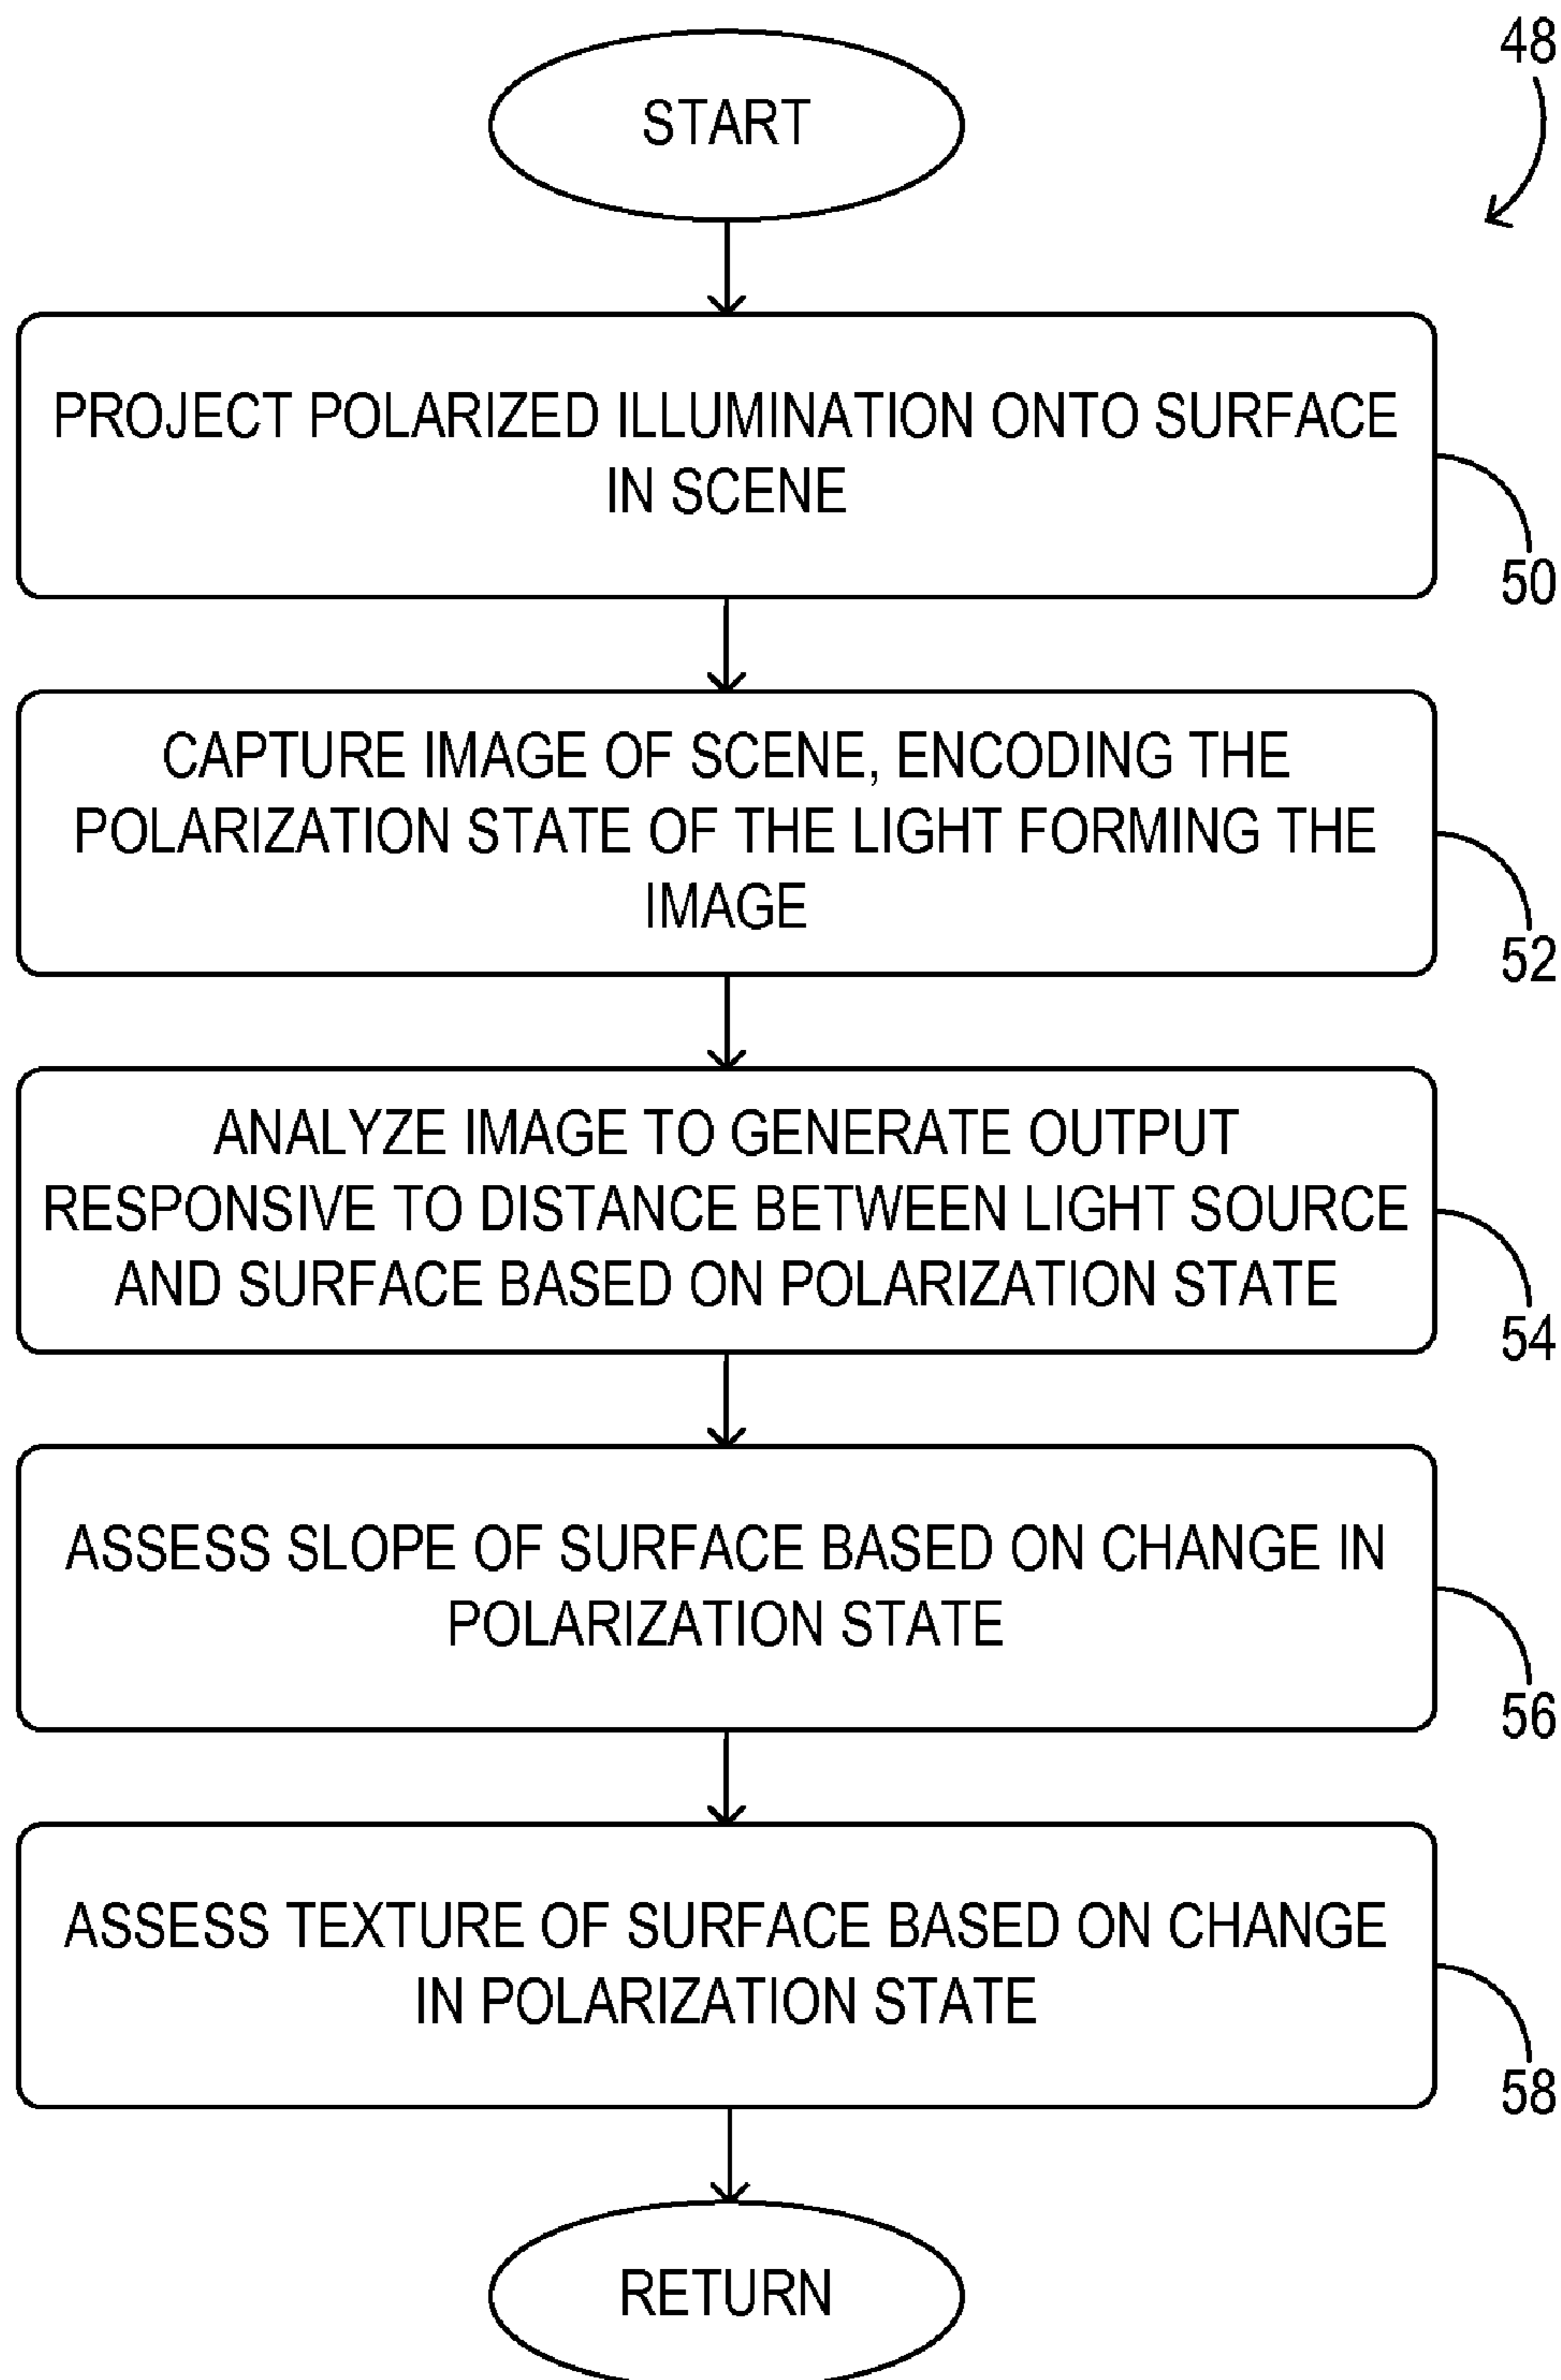 48
START
PROJECT POLARIZED ILLUMINATION ONTO SURFACE
IN SCENE
50
CAPTURE IMAGE OF SCENE, ENCODING THE
POLARIZATION STATE OF THE LIGHT FORMING THE
IMAGE
52
ANALYZE IMAGE TO GENERATE OUTPUT
RESPONSIVE TO DISTANCE BETWEEN LIGHT SOURCE
AND SURFACE BASED ON POLARIZATION STATE
54
ASSESS SLOPE OF SURFACE BASED ON CHANGE IN
POLARIZATION STATE
56
ASSESS TEXTURE OF SURFACE BASED ON CHANGE
IN POLARIZATION STATE
58
RETURN